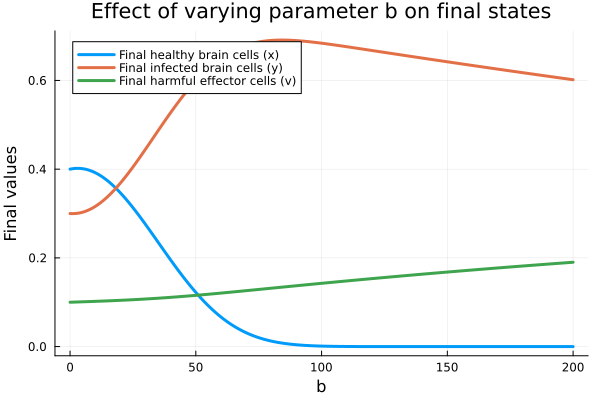 Effect of varying parameter b on final states
Final healthy brain cells (x)
Final infected brain cells (y)
Final harmful effector cells (v)
Final values
0.6
0.4
0.2
0.0
0 50 100 150 200
b